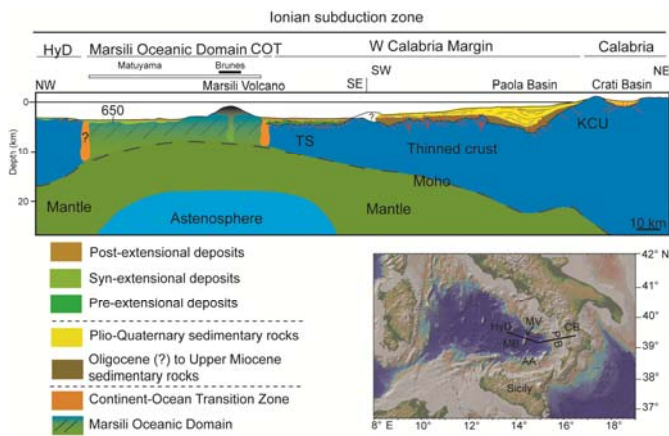 Ionian subduction zone
HyD Marsili Oceanic Domain COT W Calabria Margin Calabria
Matuyama Brunes
NW Marsili Volcano SE SW Paola Basin Crati Basin NE
0 650 ?
? TS KCU
10 Thinned crust
Depth (km)
Moho
20 Mantle Astenosphere Mantle 10 km
Post-extensional deposits
Syn-extensional deposits
Pre-extensional deposits
Plio-Quaternary sedimentary rocks
Oligocene (?) to Upper Miocene
sedimentary rocks
Continent-Ocean Transition Zone
Marsili Oceanic Domain
42° N
41°
40°
39°
38°
37°
HyD MV CB
MB PB
AA
Sicily
8° E 10° 12° 14° 16° 18°